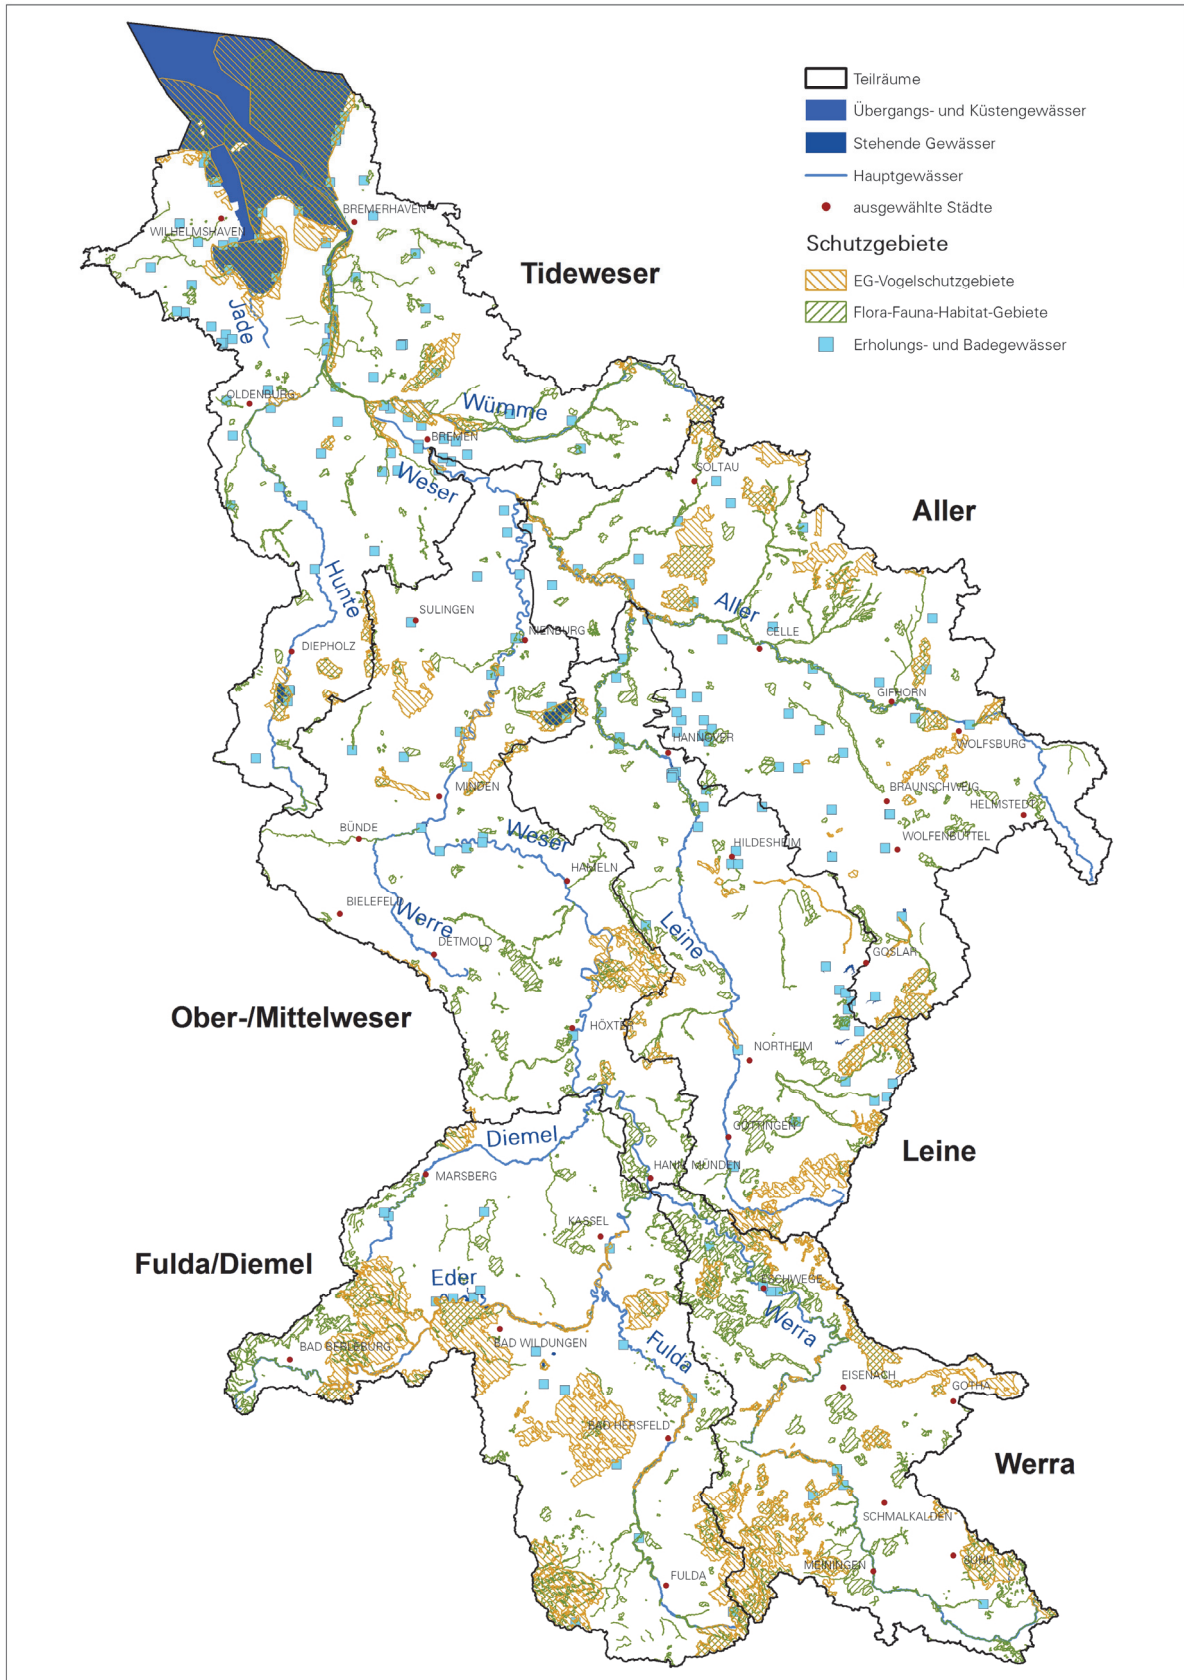 Teilräume
Übergangs- und Küstengewässer
Stehende Gewässer
Hauptgewässer
ausgewählte Städte
Schutzgebiete
EG-Vogelschutzgebiete
Flora-Fauna-Habitat-Gebiete
Erholungs- und Badegewässer
BREMERHAVEN
WILHELMSHAVEN
Tideweser
Jade
OLDENBURG
Wümme
BREMEN
Weser
SOLTAU
Aller
Hunte
SULINGEN
Aller
NIENBURG
CELLE
DIEPHOLZ
GIFHORN
HANNOVER
WOLFSBURG
MINDEN
BRAUNSCHWEIG
HELMSTEDT
BÜNDE
Weser
HILDESHEIM
WOLFENBÜTTEL
HAMELN
BIELEFELD
Werre
Leine
DETMOLD
GOSLAR
Ober-/Mittelweser
HÖXTER
NORTHEIM
GÖTTINGEN
Diemel
Leine
MARSBERG
HANN. MÜNDEN
KASSEL
Fulda/Diemel
Eder
ESCHWEGE
Werra
BAD BERLEBURG
BAD WILDUNGEN
Fulda
EISENACH
GOTHA
BAD HERSFELD
Werra
SCHMALKALDEN
SUHL
MEININGEN
FULDA